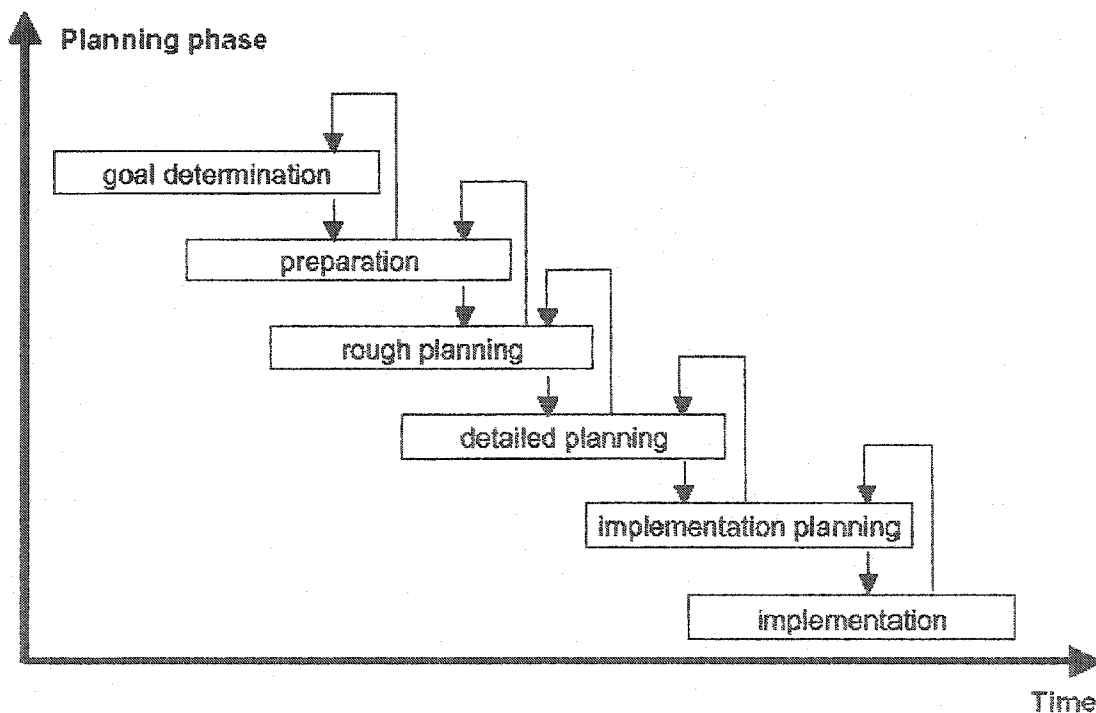 Planning phase
goal determination
preparation
rough planning
detailed planning
implementation planning
implementation
Time